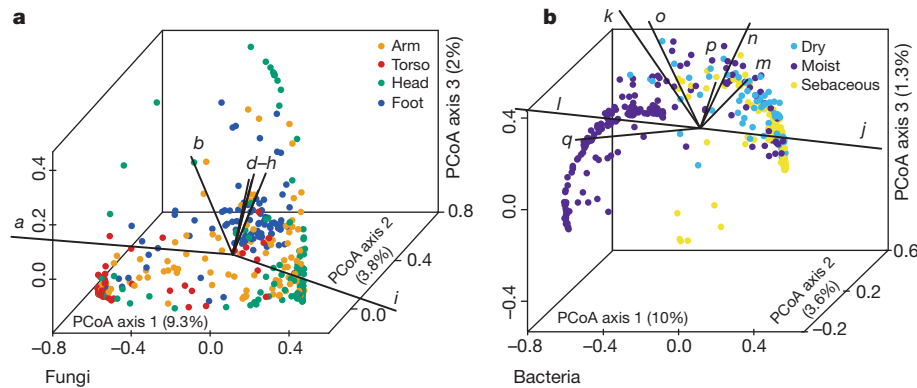 a
Arm
Torso
Head
Foot
PCoA axis 3 (2%)
b
d–h
a
i
0.4
0.2
0.0
0.8
0.4
0.0
PCoA axis 2
(3.8%)
PCoA axis 1 (9.3%)
−0.8
−0.4
0.0
0.4
Fungi
b
Dry
Moist
Sebaceous
PCoA axis 3 (1.3%)
k
o
n
p
m
l
q
j
0.4
0.0
−0.4
0.6
0.2
−0.2
PCoA axis 2
(3.6%)
PCoA axis 1 (10%)
−0.8
−0.4
0.0
0.4
Bacteria